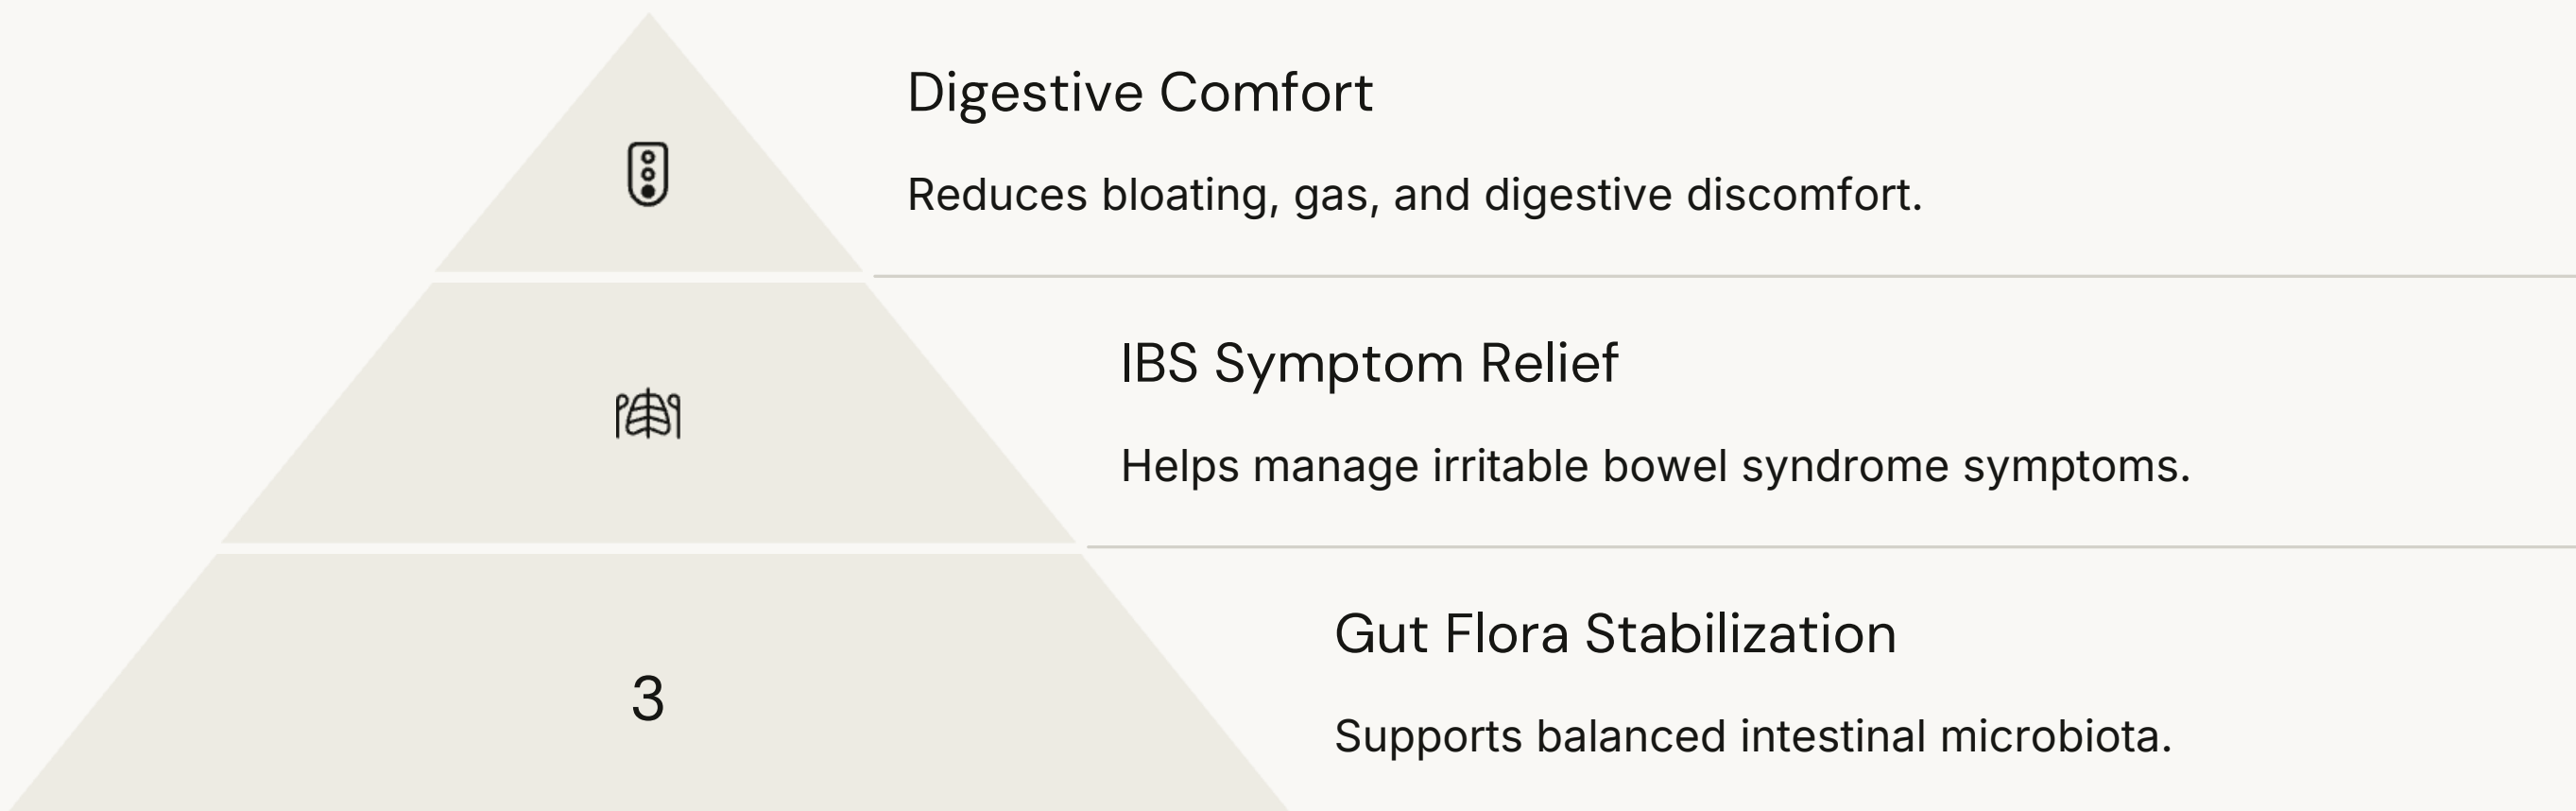 Digestive Comfort
Reduces bloating, gas, and digestive discomfort.
IBS Symptom Relief
Helps manage irritable bowel syndrome symptoms.
3
Gut Flora Stabilization
Supports balanced intestinal microbiota.